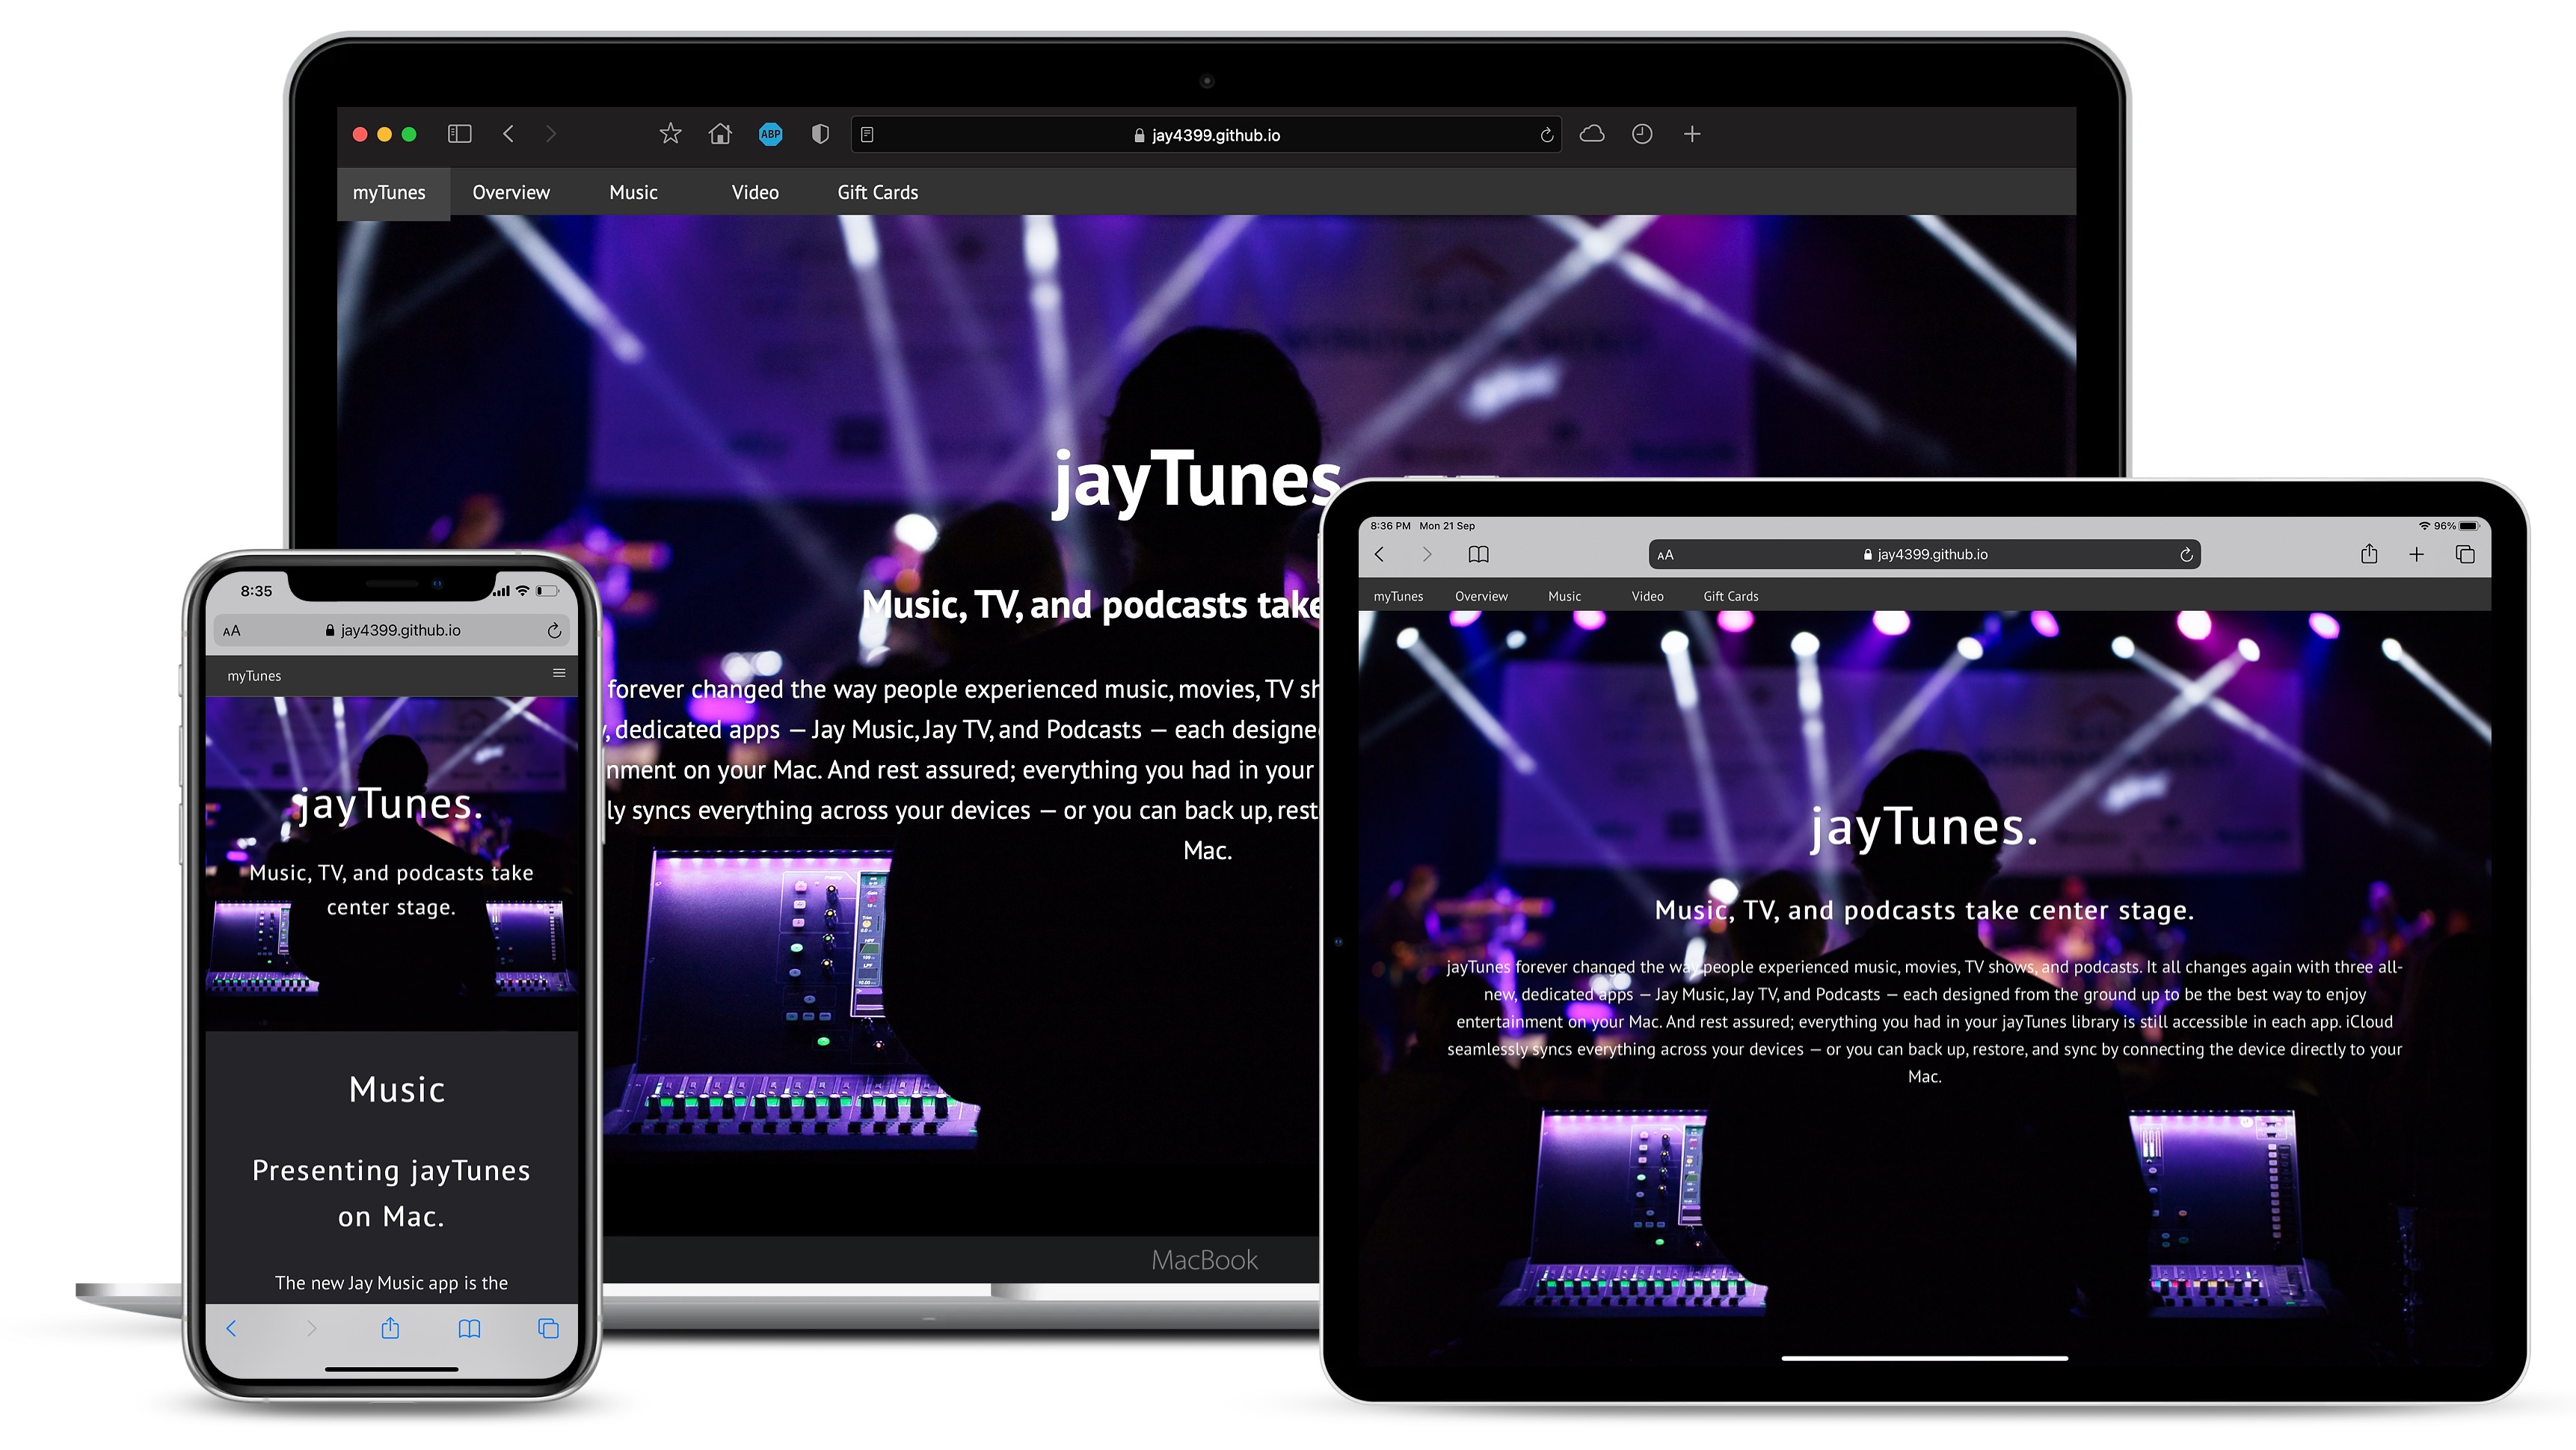 ABP
jay4399.github.io
myTunes Overview Music Video Gift Cards
jayTunes
Music, TV, and podcasts take
forever changed the way people experienced music, movies, TV sh
, dedicated apps — Jay Music, Jay TV, and Podcasts — each designe
nment on your Mac. And rest assured; everything you had in your
ly syncs everything across your devices — or you can back up, rest
Mac.
MacBook
8:35
AA jay4399.github.io
myTunes
jayTunes.
Music, TV, and podcasts take
center stage.
Music
Presenting jayTunes
on Mac.
The new Jay Music app is the
8:36 PM Mon 21 Sep 96%
AA jay4399.github.io
myTunes Overview Music Video Gift Cards
jayTunes.
Music, TV, and podcasts take center stage.
jayTunes forever changed the way people experienced music, movies, TV shows, and podcasts. It all changes again with three all-
new, dedicated apps — Jay Music, Jay TV, and Podcasts — each designed from the ground up to be the best way to enjoy
entertainment on your Mac. And rest assured; everything you had in your jayTunes library is still accessible in each app. iCloud
seamlessly syncs everything across your devices — or you can back up, restore, and sync by connecting the device directly to your
Mac.